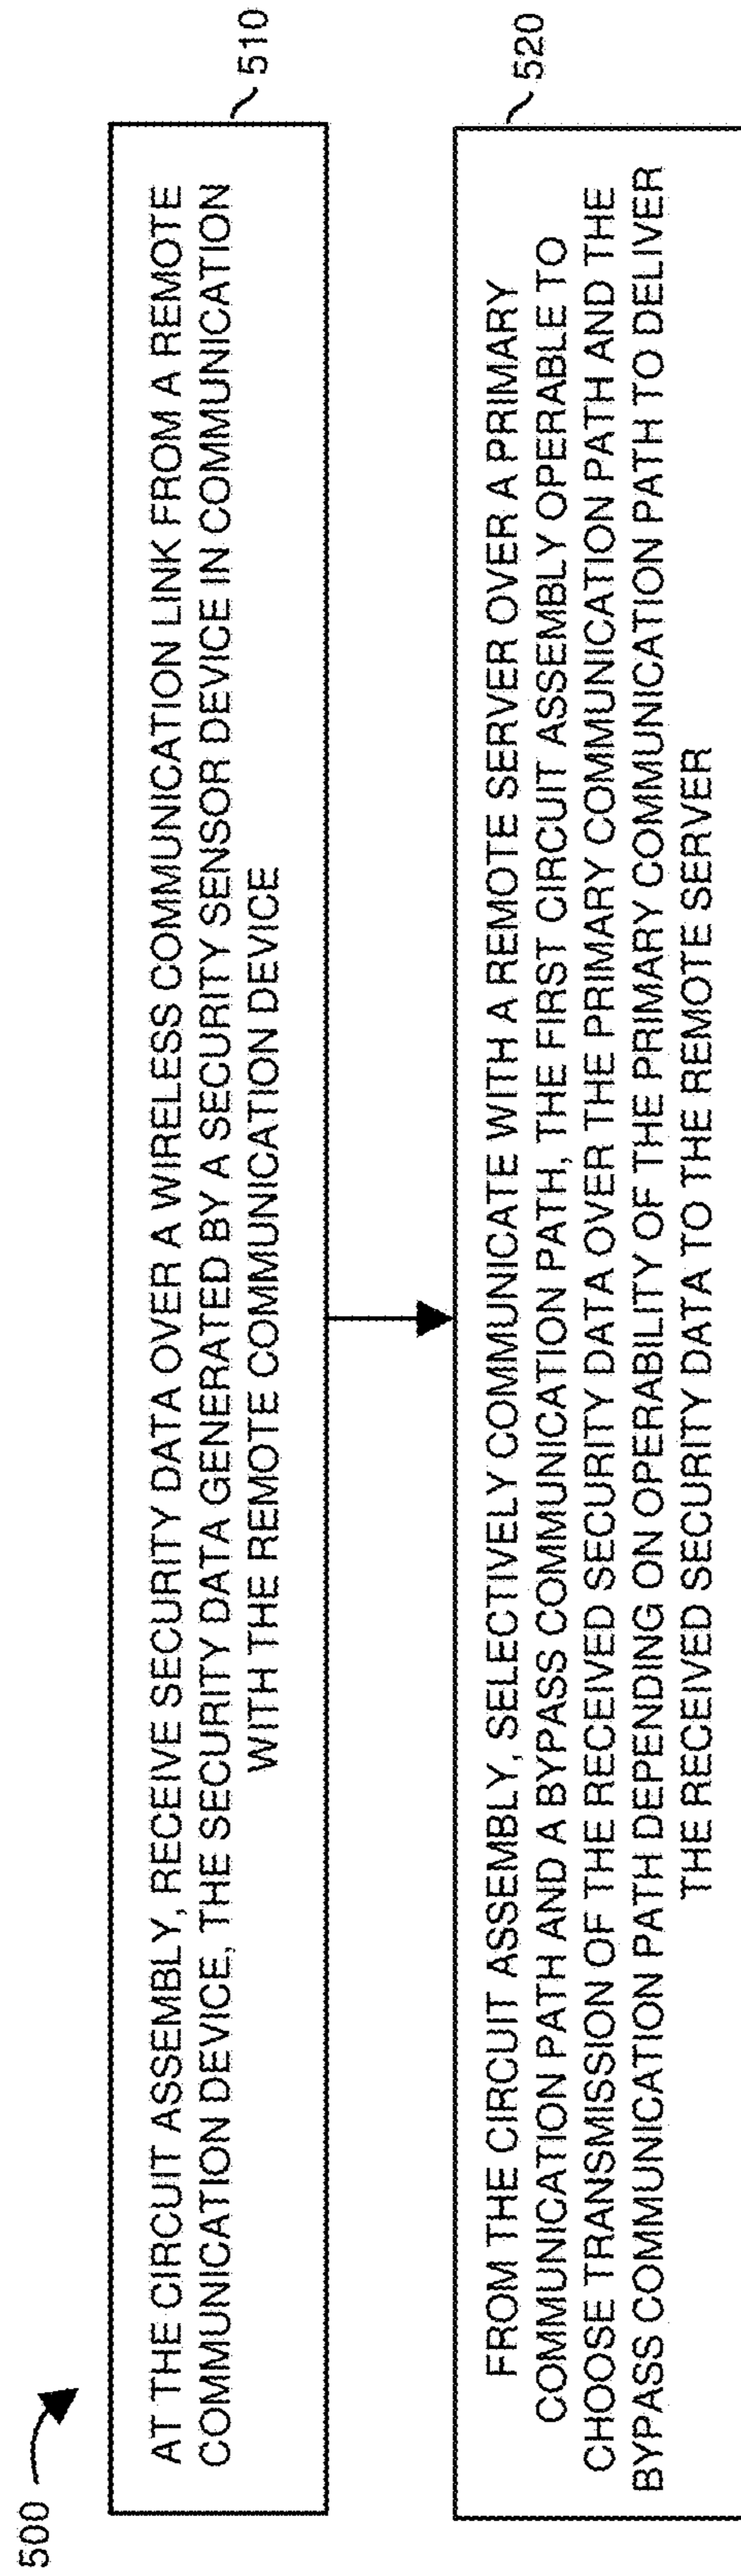 500
AT THE CIRCUIT ASSEMBLY, RECEIVE SECURITY DATA OVER A WIRELESS COMMUNICATION LINK FROM A REMOTE
COMMUNICATION DEVICE, THE SECURITY DATA GENERATED BY A SECURITY SENSOR DEVICE IN COMMUNICATION
WITH THE REMOTE COMMUNICATION DEVICE
510
FROM THE CIRCUIT ASSEMBLY, SELECTIVELY COMMUNICATE WITH A REMOTE SERVER OVER A PRIMARY
COMMUNICATION PATH AND A BYPASS COMMUNICATION PATH, THE FIRST CIRCUIT ASSEMBLY OPERABLE TO
CHOOSE TRANSMISSION OF THE RECEIVED SECURITY DATA OVER THE PRIMARY COMMUNICATION PATH AND THE
BYPASS COMMUNICATION PATH DEPENDING ON OPERABILITY OF THE PRIMARY COMMUNICATION PATH TO DELIVER
THE RECEIVED SECURITY DATA TO THE REMOTE SERVER
520